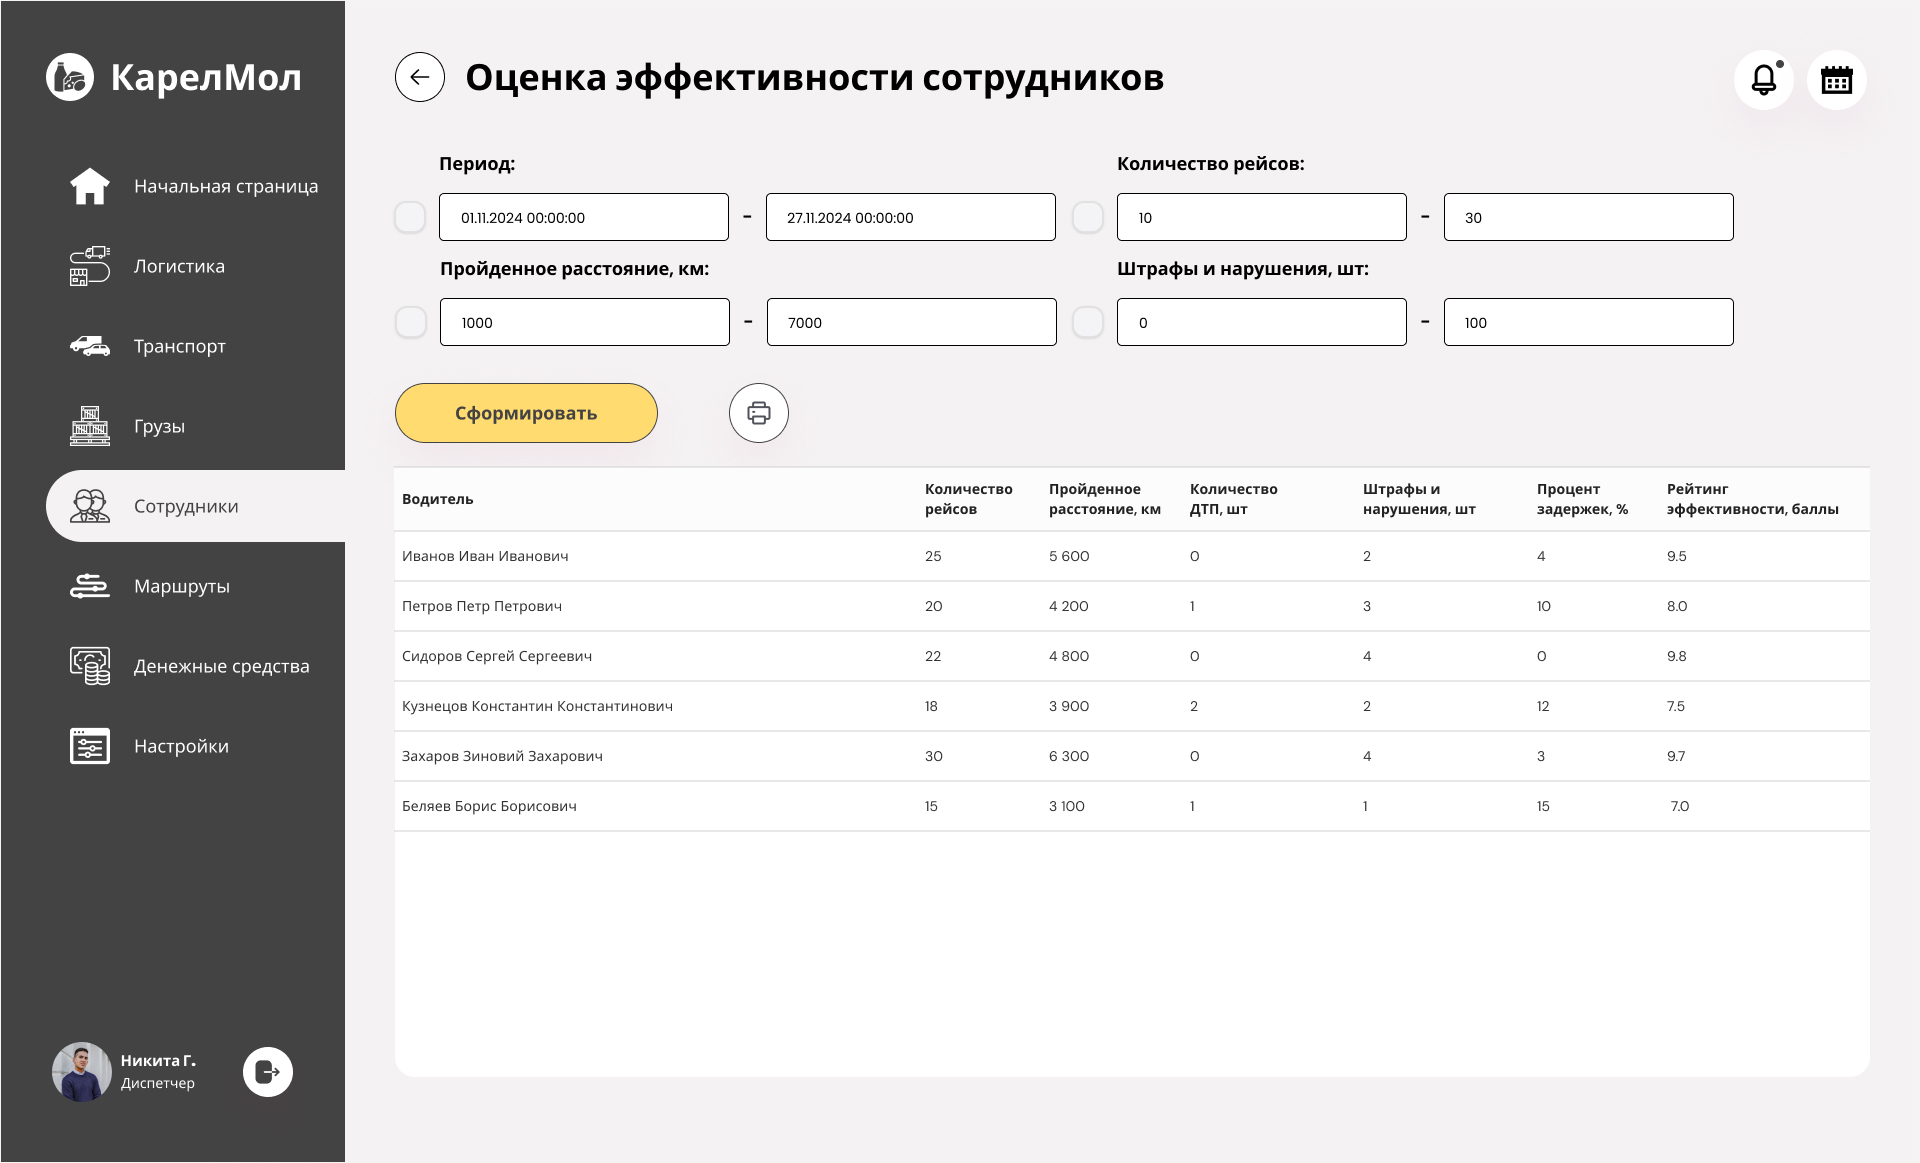 КарелМол
Начальная страница
Логистика
Транспорт
Грузы
Сотрудники
Маршруты
Денежные средства
Настройки
Никита Г.
Диспетчер
Оценка эффективности сотрудников
Период:
01.11.2024 00:00:00 - 27.11.2024 00:00:00
Количество рейсов:
10 - 30
Пройденное расстояние, км:
1000 - 7000
Штрафы и нарушения, шт:
0 - 100
Сформировать
Водитель Количество рейсов Пройденное расстояние, км Количество ДТП, шт Штрафы и нарушения, шт Процент задержек, % Рейтинг эффективности, баллы
Иванов Иван Иванович 25 5 600 0 2 4 9.5
Петров Петр Петрович 20 4 200 1 3 10 8.0
Сидоров Сергей Сергеевич 22 4 800 0 4 0 9.8
Кузнецов Константин Константинович 18 3 900 2 2 12 7.5
Захаров Зиновий Захарович 30 6 300 0 4 3 9.7
Беляев Борис Борисович 15 3 100 1 1 15 7.0